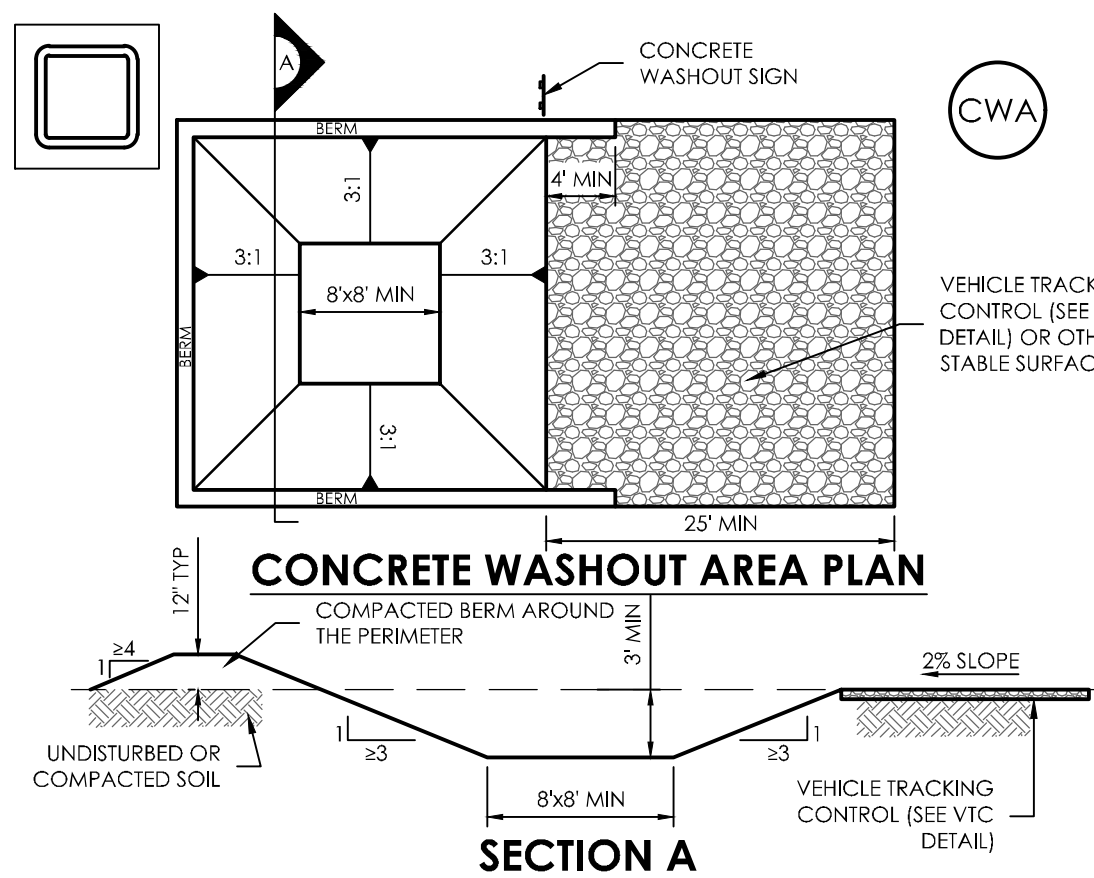 A
CONCRETE
WASHOUT SIGN
CWA
BERM
3:1
4' MIN
3:1
3:1
8'x8' MIN
BERM
3:1
BERM
VEHICLE
CONTROL (SEE
DETAIL) OR
STABLE
25' MIN
CONCRETE WASHOUT AREA PLAN
12" TYP
COMPACTED BERM AROUND
THE PERIMETER
3' MIN
2% SLOPE
1
≥4
1
≥3
≥3
1
UNDISTURBED OR
COMPACTED SOIL
8'x8' MIN
VEHICLE TRACKING
CONTROL (SEE VTC
DETAIL)
SECTION A